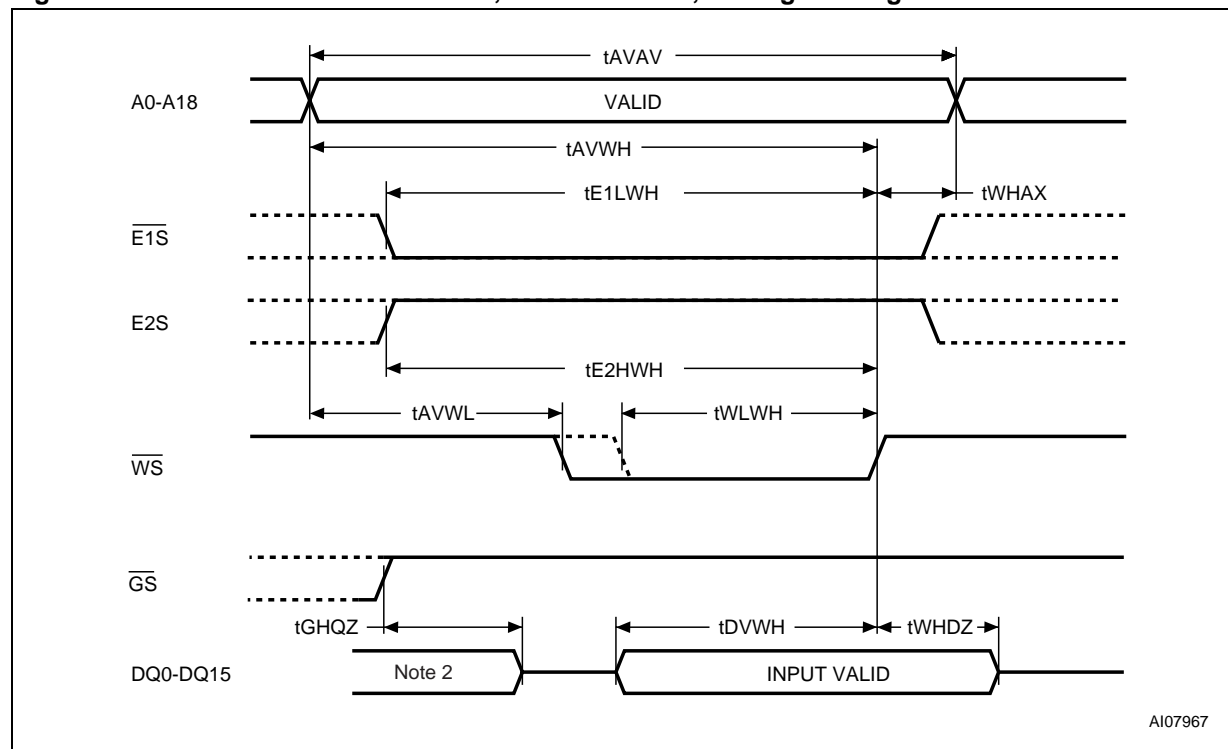 tAVAV
A0-A18
VALID
tAVWH
tE1LWH
tWHAX
E1S
E2S
tE2HWH
tAVWL
tWLWH
WS
GS
tGHQZ
tDVWH
tWHDZ
DQ0-DQ15
Note 2
INPUT VALID
AI07967